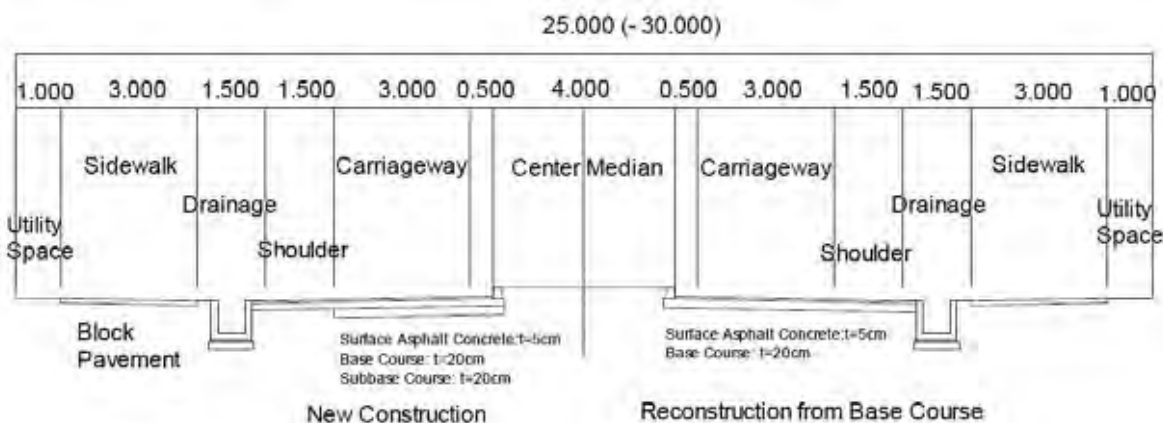 25.000 (- 30.000)
1.000 3.000 1.500 1.500 3.000 0.500 4.000 0.500 3.000 1.500 1.500 3.000 1.000
Sidewalk Carriageway Center Median Carriageway Sidewalk
Drainage Drainage
Utility Space
Utility Space
Shoulder Shoulder
Block
Pavement
Surface Asphalt Concrete:t=5cm
Base Course: t=20cm
Subbase Course: t=20cm
Surface Asphalt Concrete:t=5cm
Base Course: t=20cm
New Construction
Reconstruction from Base Course